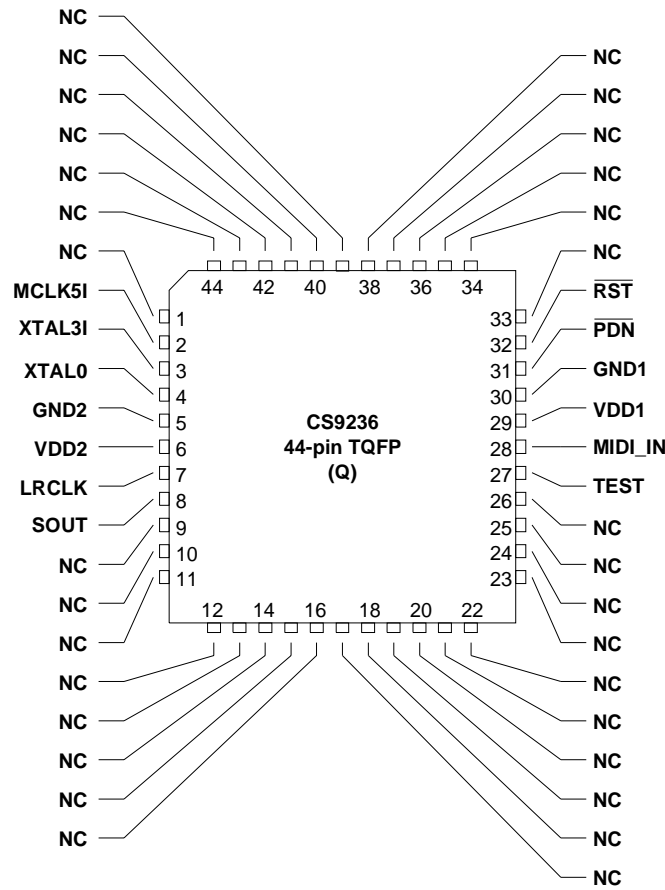 NC
NC
NC
NC
NC
NC
NC
MCLK5I
XTAL3I
XTAL0
GND2
VDD2
LRCLK
SOUT
NC
NC
NC
NC
NC
NC
NC
NC
44 42 40 38 36 34
1
2
3
4
5
6
7
8
9
10
11
CS9236
44-pin TQFP
(Q)
33
32
31
30
29
28
27
26
25
24
23
12 14 16 18 20 22
NC
NC
NC
NC
NC
NC
RST
PDN
GND1
VDD1
MIDI_IN
TEST
NC
NC
NC
NC
NC
NC
NC
NC
NC
NC